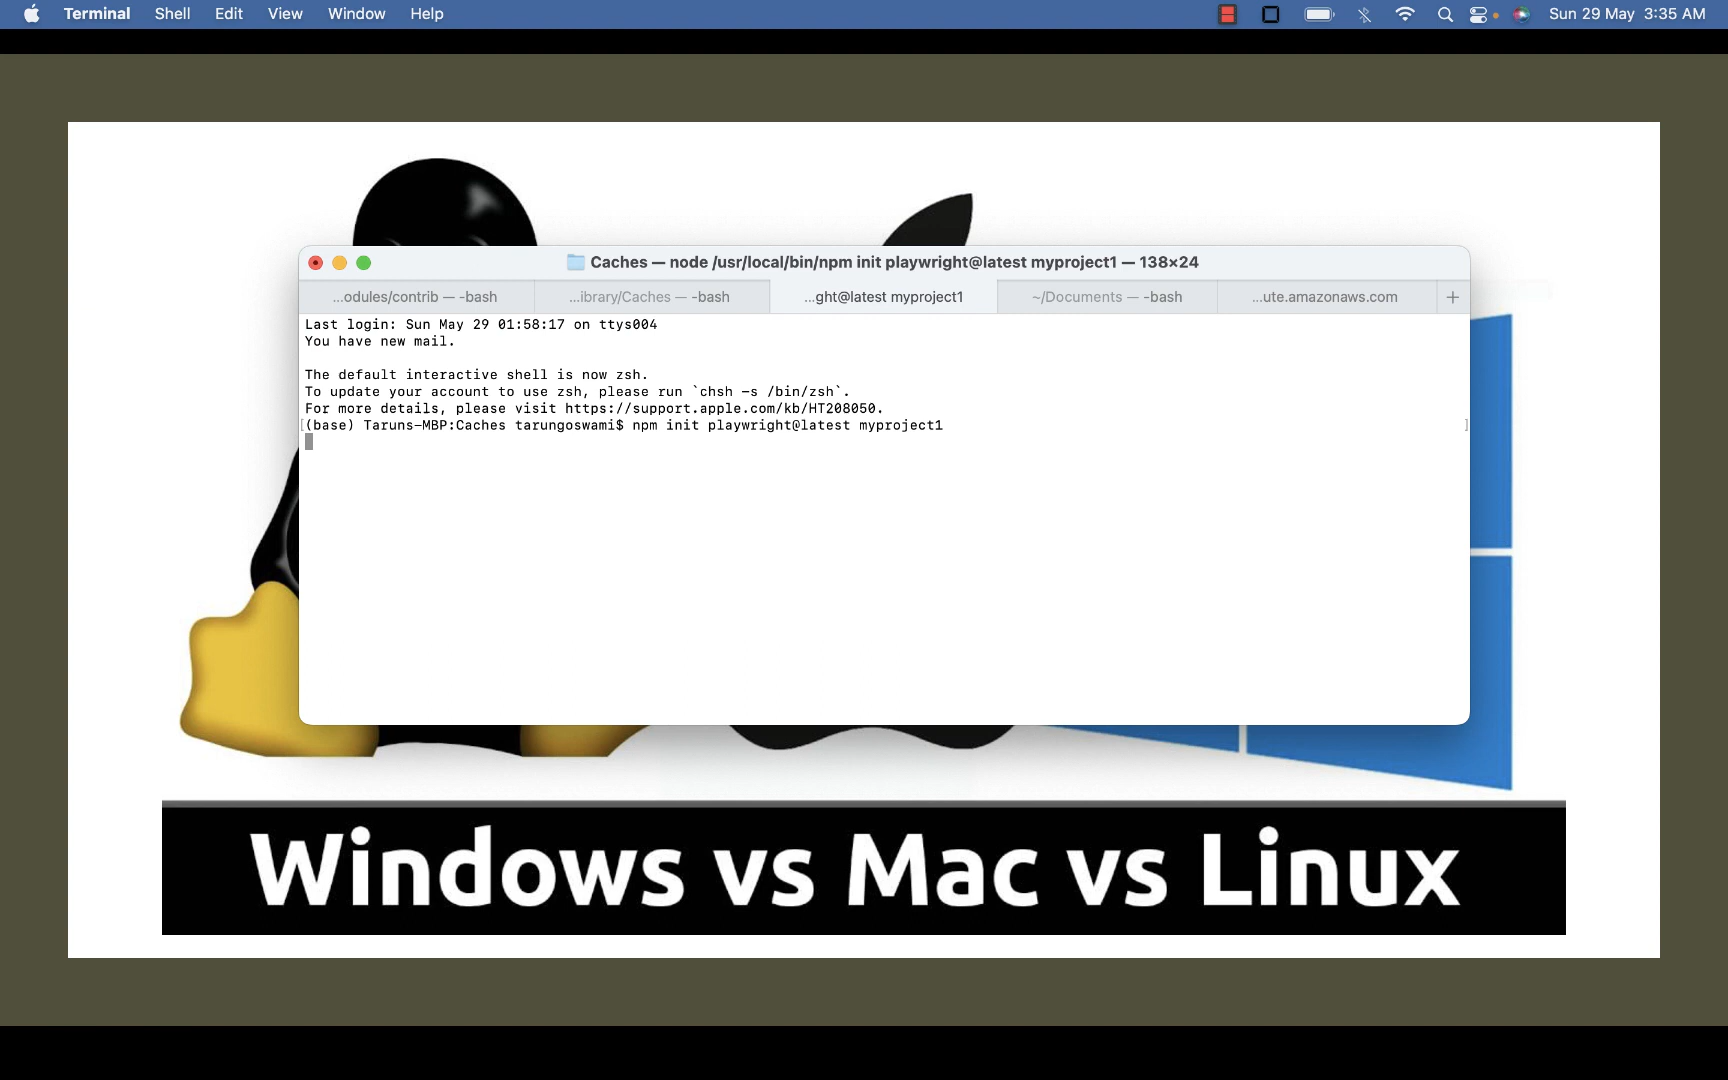 Terminal Shell Edit View Window Help Sun 29 May 3:35 AM
Caches — node /usr/local/bin/npm init playwright@latest myproject1 — 138×24
...odules/contrib — -bash ...ibrary/Caches — -bash ...ght@latest myproject1 ~/Documents — -bash ...ute.amazonaws.com +
Last login: Sun May 29 01:58:17 on ttys004
You have new mail.
The default interactive shell is now zsh.
To update your account to use zsh, please run `chsh -s /bin/zsh`.
For more details, please visit https://support.apple.com/kb/HT208050.
[(base) Taruns-MBP:Caches tarungoswami$ npm init playwright@latest myproject1 ]
Windows vs Mac vs Linux